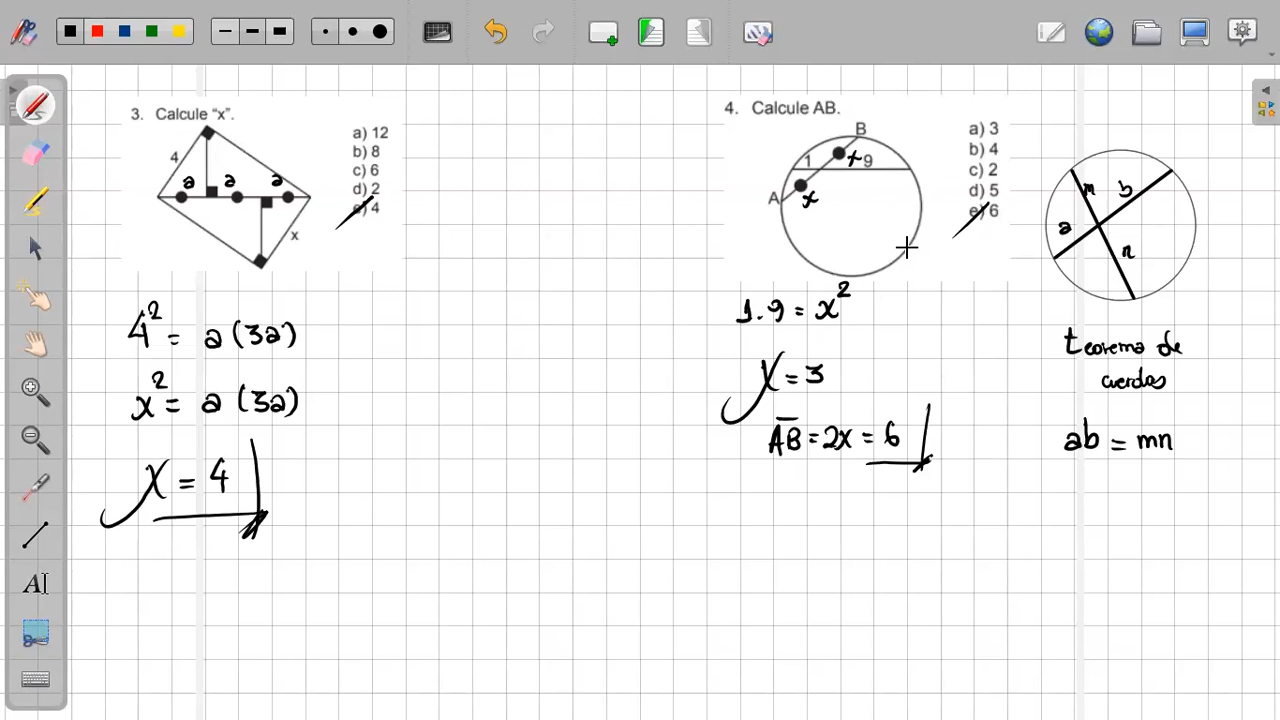 3. Calcule “x”.
4
a
a
a
x
a) 12
b) 8
c) 6
d) 2
e) 4
4² = a (3a)
x² = a (3a)
x = 4
4. Calcule AB.
B
1
x
9
A
x
a) 3
b) 4
c) 2
d) 5
e) 6
1.9 = x²
x = 3
AB = 2x = 6
m
b
a
n
teorema de
cuerdas
ab = mn
A